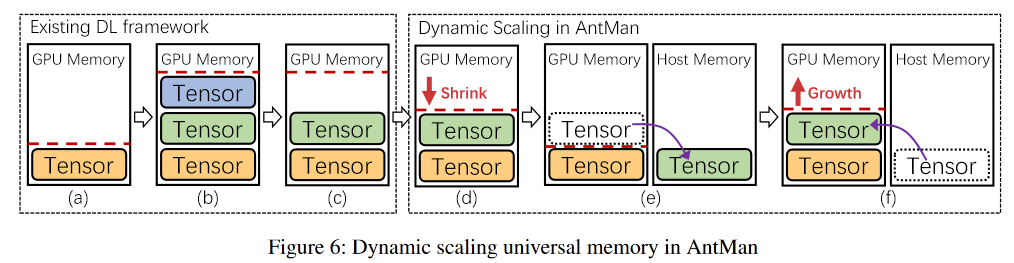 Existing DL framework
Dynamic Scaling in AntMan
GPU Memory
GPU Memory
GPU Memory
GPU Memory
GPU Memory
Host Memory
GPU Memory
Host Memory
Tensor
Tensor
Tensor
Tensor
Tensor
Tensor
Shrink
Tensor
Tensor
Tensor
Tensor
Tensor
Growth
Tensor
Tensor
Tensor
(a)
(b)
(c)
(d)
(e)
(f)
Figure 6: Dynamic scaling universal memory in AntMan